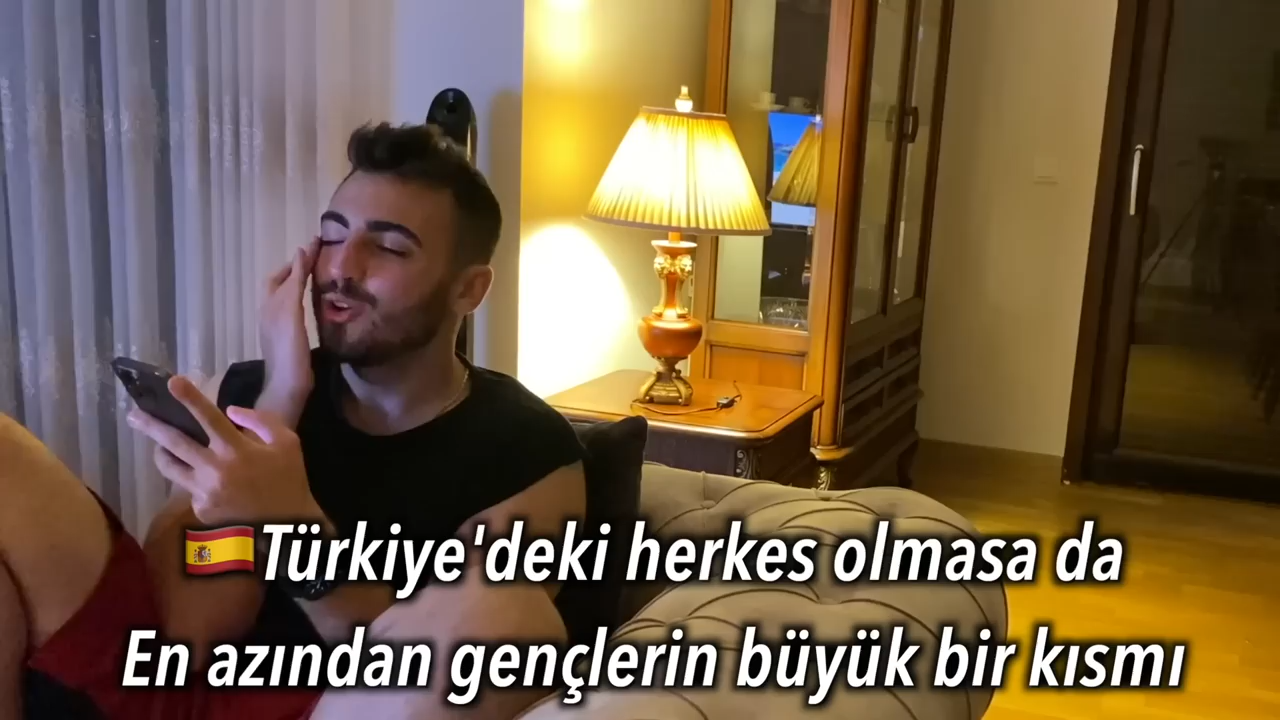 🇪🇸Türkiye'deki herkes olmasa da
En azından gençlerin büyük bir kısmı